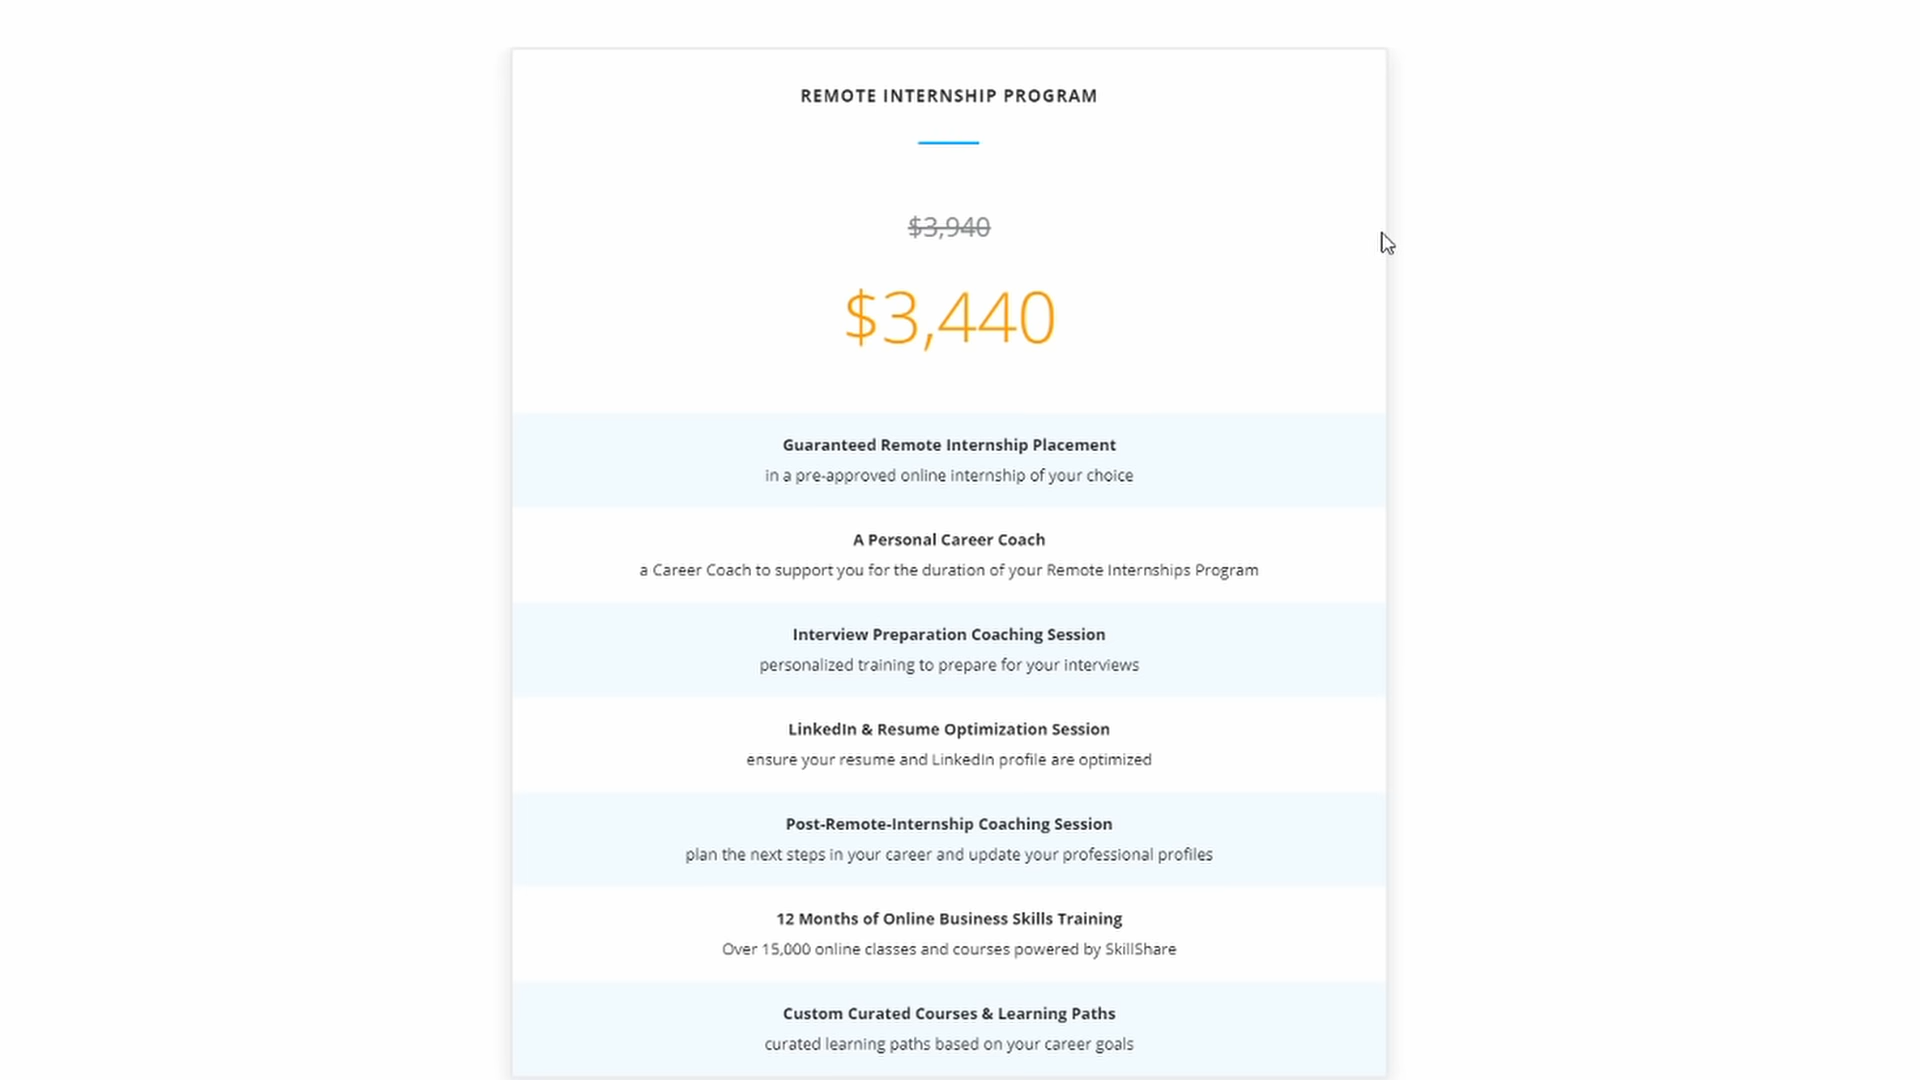 REMOTE INTERNSHIP PROGRAM
$3,940
$3,440
Guaranteed Remote Internship Placement
in a pre-approved online internship of your choice
A Personal Career Coach
a Career Coach to support you for the duration of your Remote Internships Program
Interview Preparation Coaching Session
personalized training to prepare for your interviews
LinkedIn & Resume Optimization Session
ensure your resume and LinkedIn profile are optimized
Post-Remote-Internship Coaching Session
plan the next steps in your career and update your professional profiles
12 Months of Online Business Skills Training
Over 15,000 online classes and courses powered by SkillShare
Custom Curated Courses & Learning Paths
curated learning paths based on your career goals